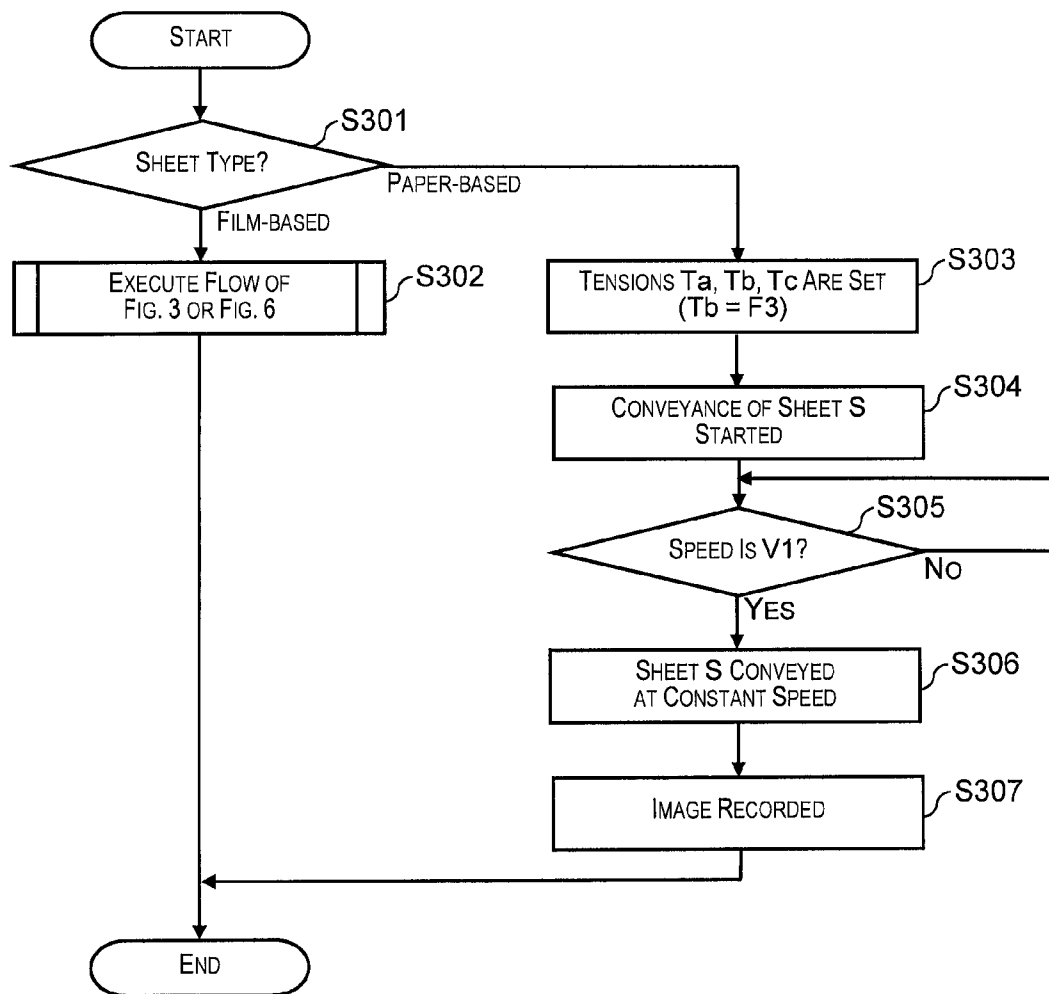 START
S301
SHEET TYPE?
PAPER-BASED
FILM-BASED
EXECUTE FLOW OF
FIG. 3 OR FIG. 6
S302
S303
TENSIONS Ta, Tb, Tc ARE SET
(Tb = F3)
S304
CONVEYANCE OF SHEET S
STARTED
S305
SPEED IS V1?
NO
YES
SHEET S CONVEYED
AT CONSTANT SPEED
S306
IMAGE RECORDED
S307
END